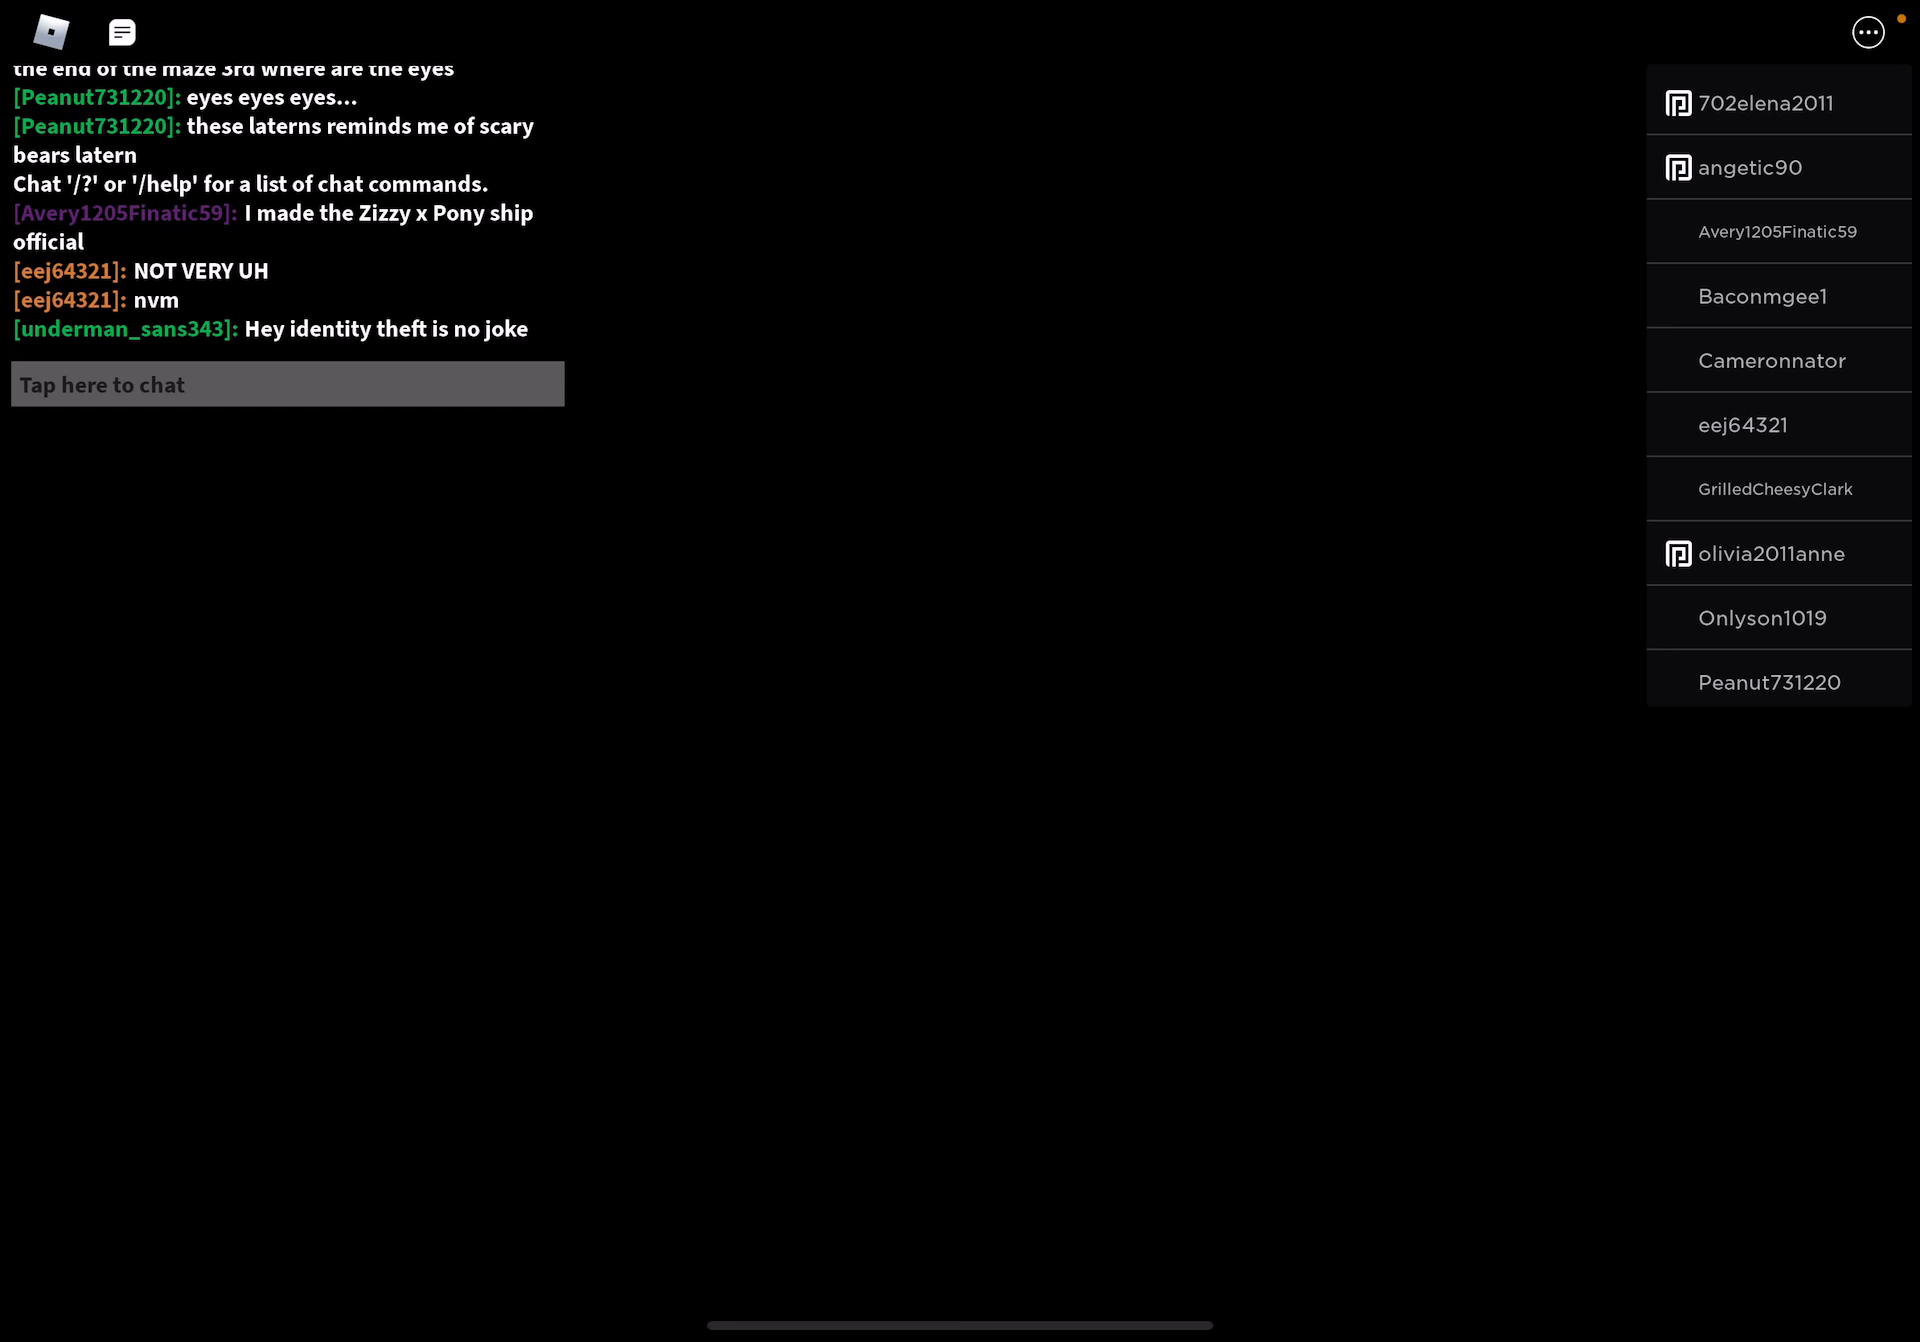 the end of the maze 3rd where are the eyes
[Peanut731220]: eyes eyes eyes...
[Peanut731220]: these laterns reminds me of scary
bears latern
Chat '/?' or '/help' for a list of chat commands.
[Avery1205Finatic59]: I made the Zizzy x Pony ship
official
[eej64321]: NOT VERY UH
[eej64321]: nvm
[underman_sans343]: Hey identity theft is no joke
Tap here to chat
702elena2011
angetic90
Avery1205Finatic59
Baconmgee1
Cameronnator
eej64321
GrilledCheesyClark
olivia2011anne
Onlyson1019
Peanut731220